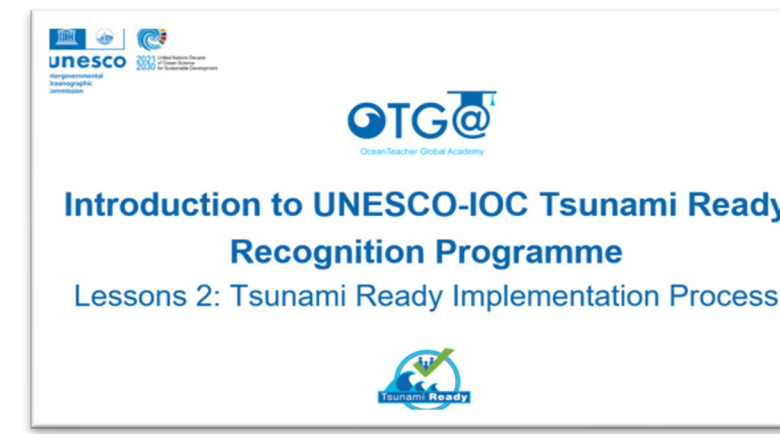 unesco
Intergovernmental
Oceanographic
Commission
2021 United Nations Decade
2030 of Ocean Science
for Sustainable Development
OTG@
OceanTeacher Global Academy
Introduction to UNESCO-IOC Tsunami Ready
Recognition Programme
Lessons 2: Tsunami Ready Implementation Process
Tsunami Ready